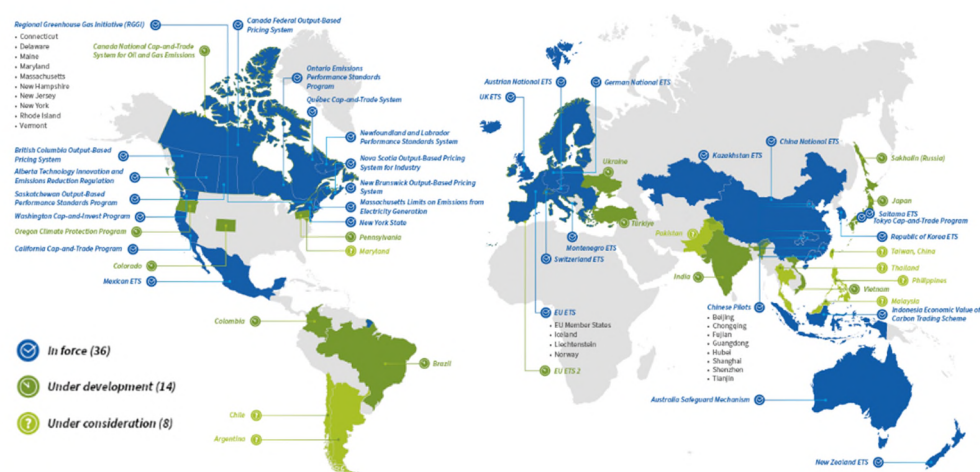 Regional Greenhouse Gas Initiative (RGGI)
• Connecticut
• Delaware
• Maine
• Maryland
• Massachusetts
• New Hampshire
• New Jersey
• New York
• Rhode Island
• Vermont
Canada Federal Output-Based
Pricing System
Canada National Cap-and-Trade
System for Oil and Gas Emissions
Ontario Emissions
Performance Standards
Program
Québec Cap-and-Trade System
Newfoundland and Labrador
Performance Standards System
Nova Scotia Output-Based Pricing
System for Industry
New Brunswick Output-Based Pricing
System
Massachusetts Limits on Emissions from
Electricity Generation
New York State
Pennsylvania
Maryland
British Columbia Output-Based
Pricing System
Alberta Technology Innovation and
Emissions Reduction Regulation
Saskatchewan Output-Based
Performance Standards Program
Washington Cap-and-Invest Program
Oregon Climate Protection Program
California Cap-and-Trade Program
Colorado
Mexican ETS
Colombia
Brazil
Chile
Argentina
In force (36)
Under development (14)
Under consideration (8)
Austrian National ETS
German National ETS
UK ETS
Ukraine
Türkiye
Montenegro ETS
Switzerland ETS
EU ETS
• EU Member States
• Iceland
• Liechtenstein
• Norway
EU ETS 2
Kazakhstan ETS
China National ETS
Sakhalin (Russia)
Japan
Saitama ETS
Tokyo Cap-and-Trade Program
Republic of Korea ETS
Pakistan
India
Taiwan, China
Thailand
Philippines
Vietnam
Malaysia
Indonesia Economic Value of
Carbon Trading Scheme
Chinese Pilots
• Beijing
• Chongqing
• Fujian
• Guangdong
• Hubei
• Shanghai
• Shenzhen
• Tianjin
Australia Safeguard Mechanism
New Zealand ETS